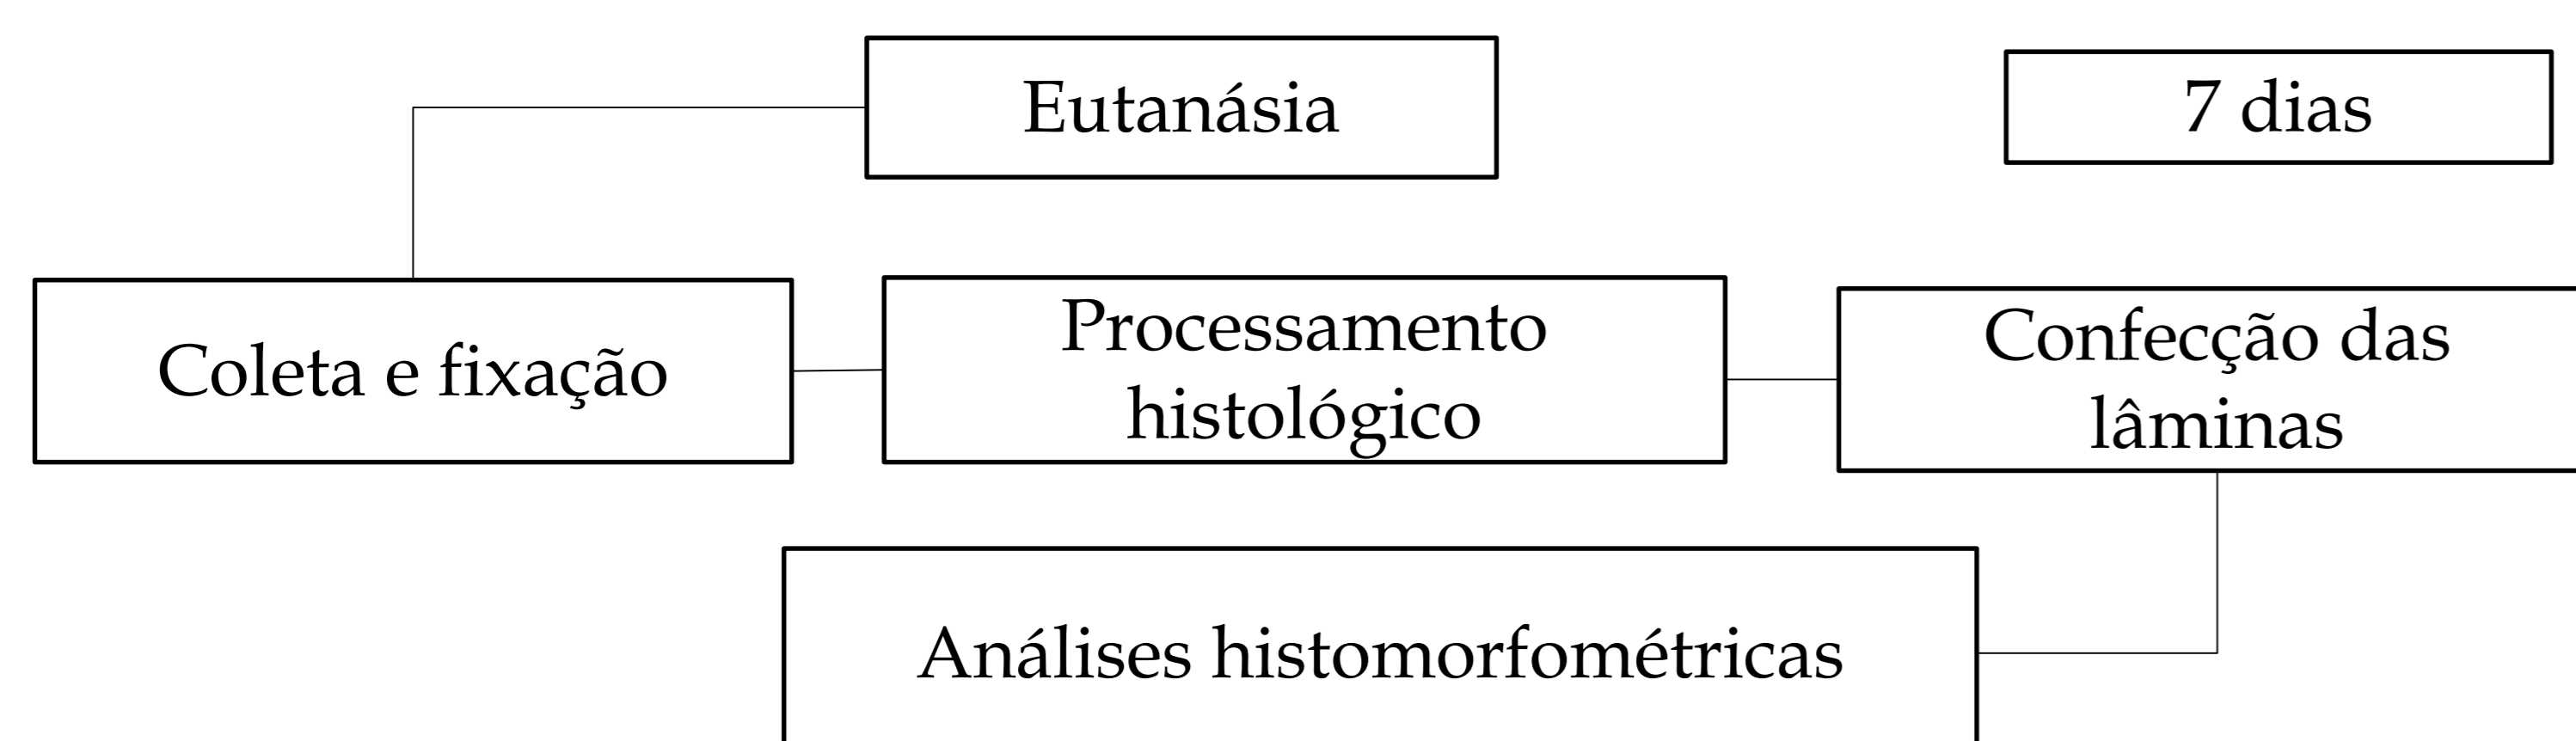 Eutanásia
7 dias
Coleta e fixação
Processamento
histológico
Confecção das
lâminas
Análises histomorfométricas